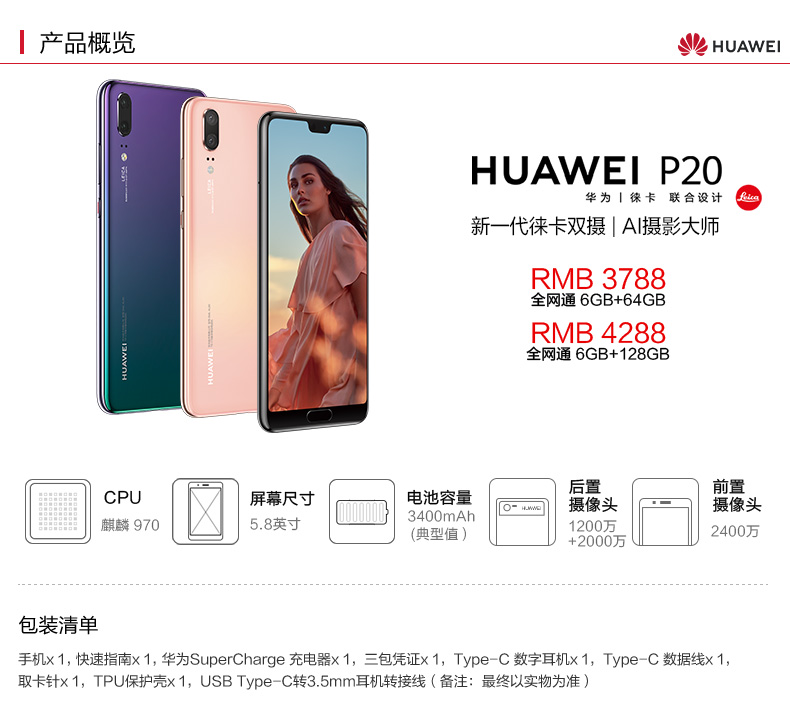 产品概览
HUAWEI
HUAWEI P20
华为 | 徕卡 联合设计
Leica
新一代徕卡双摄 | AI摄影大师
RMB 3788
全网通 6GB+64GB
RMB 4288
全网通 6GB+128GB
LEICA
HUAWEI
LEICA
HUAWEI
CPU
麒麟 970
屏幕尺寸
5.8英寸
电池容量
3400mAh
(典型值)
HUAWEI
后置
摄像头
1200万
+2000万
前置
摄像头
2400万
包装清单
手机x 1, 快速指南x 1, 华为SuperCharge 充电器x 1，三包凭证x 1，Type-C 数字耳机x 1，Type-C 数据线x 1，
取卡针x 1，TPU保护壳x 1，USB Type-C转3.5mm耳机转接线（备注：最终以实物为准）